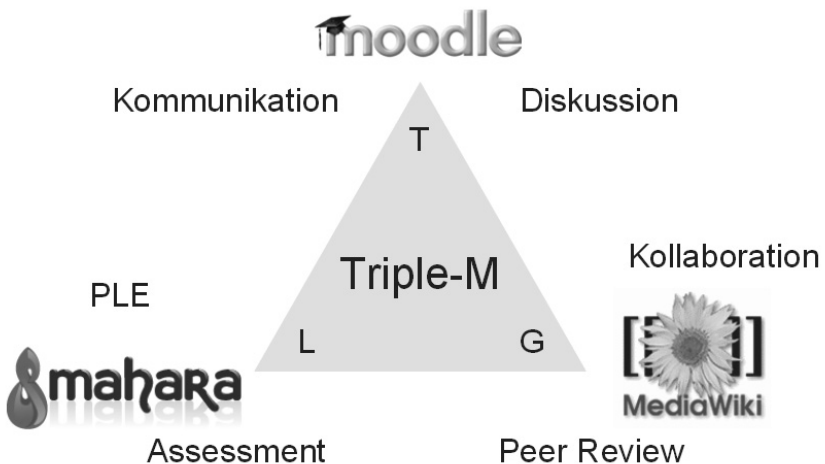 moodle
Kommunikation
Diskussion
T
Triple-M
Kollaboration
PLE
L
G
mahara
[[ ]]
MediaWiki
Assessment
Peer Review